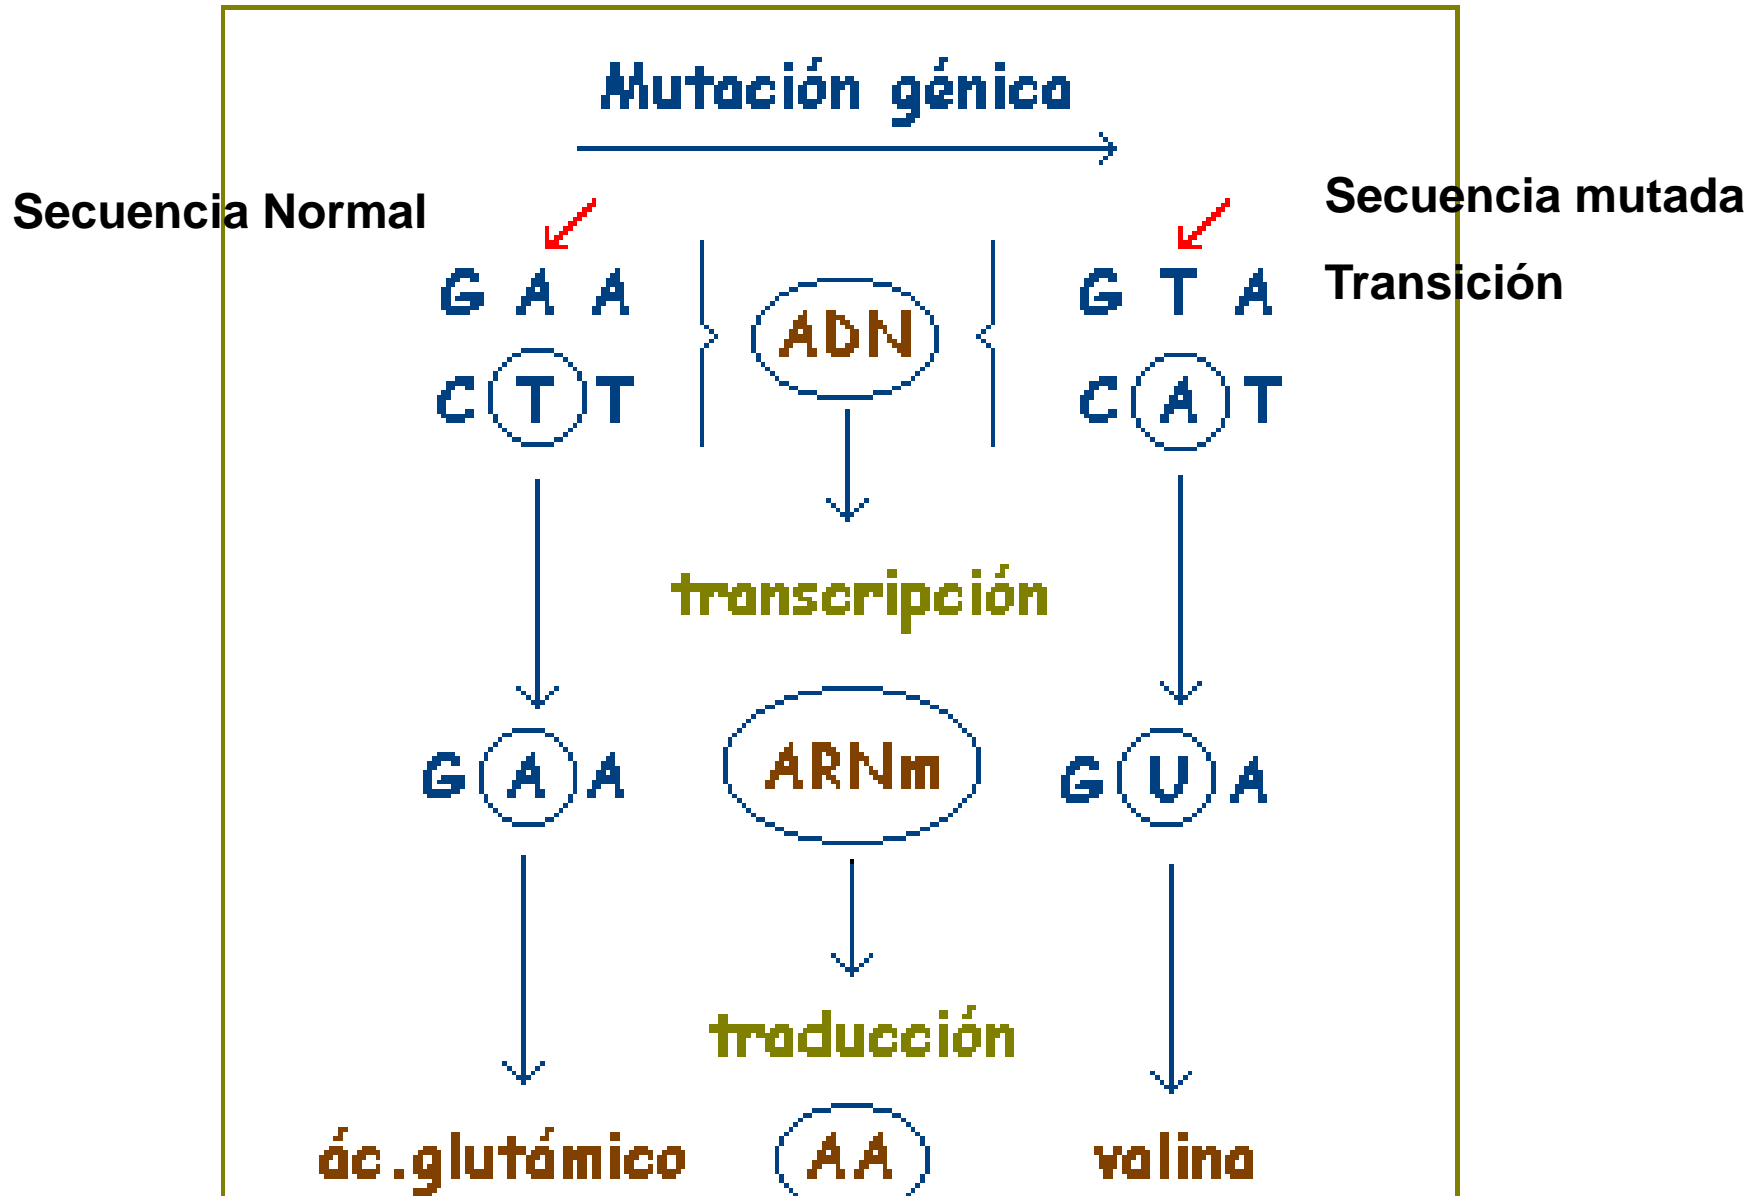 Mutación génica
Secuencia Normal
Secuencia mutada
Transición
G A A
G T A
ADN
C T T
C A T
transcripción
G A A
ARNm
G U A
traducción
ác.glutámico
AA
valina